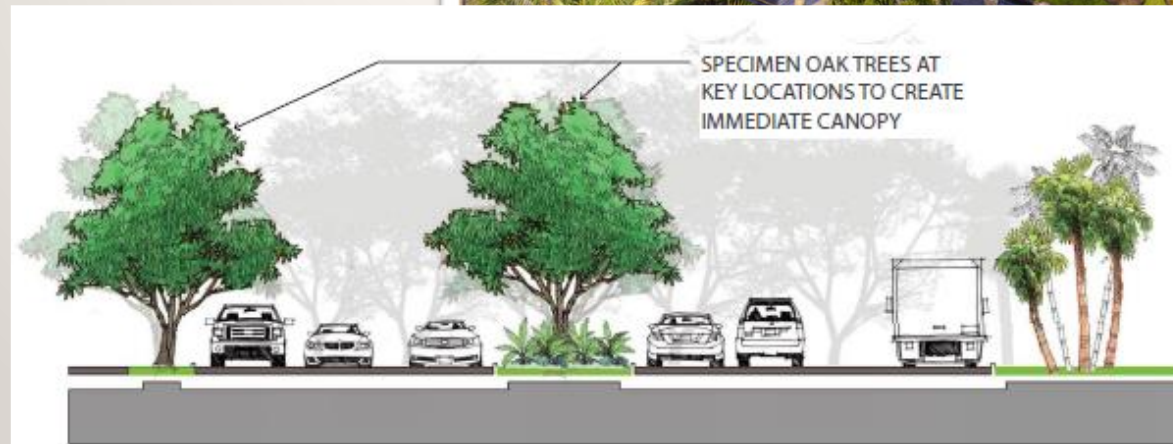 SPECIMEN OAK TREES AT
KEY LOCATIONS TO CREATE
IMMEDIATE CANOPY